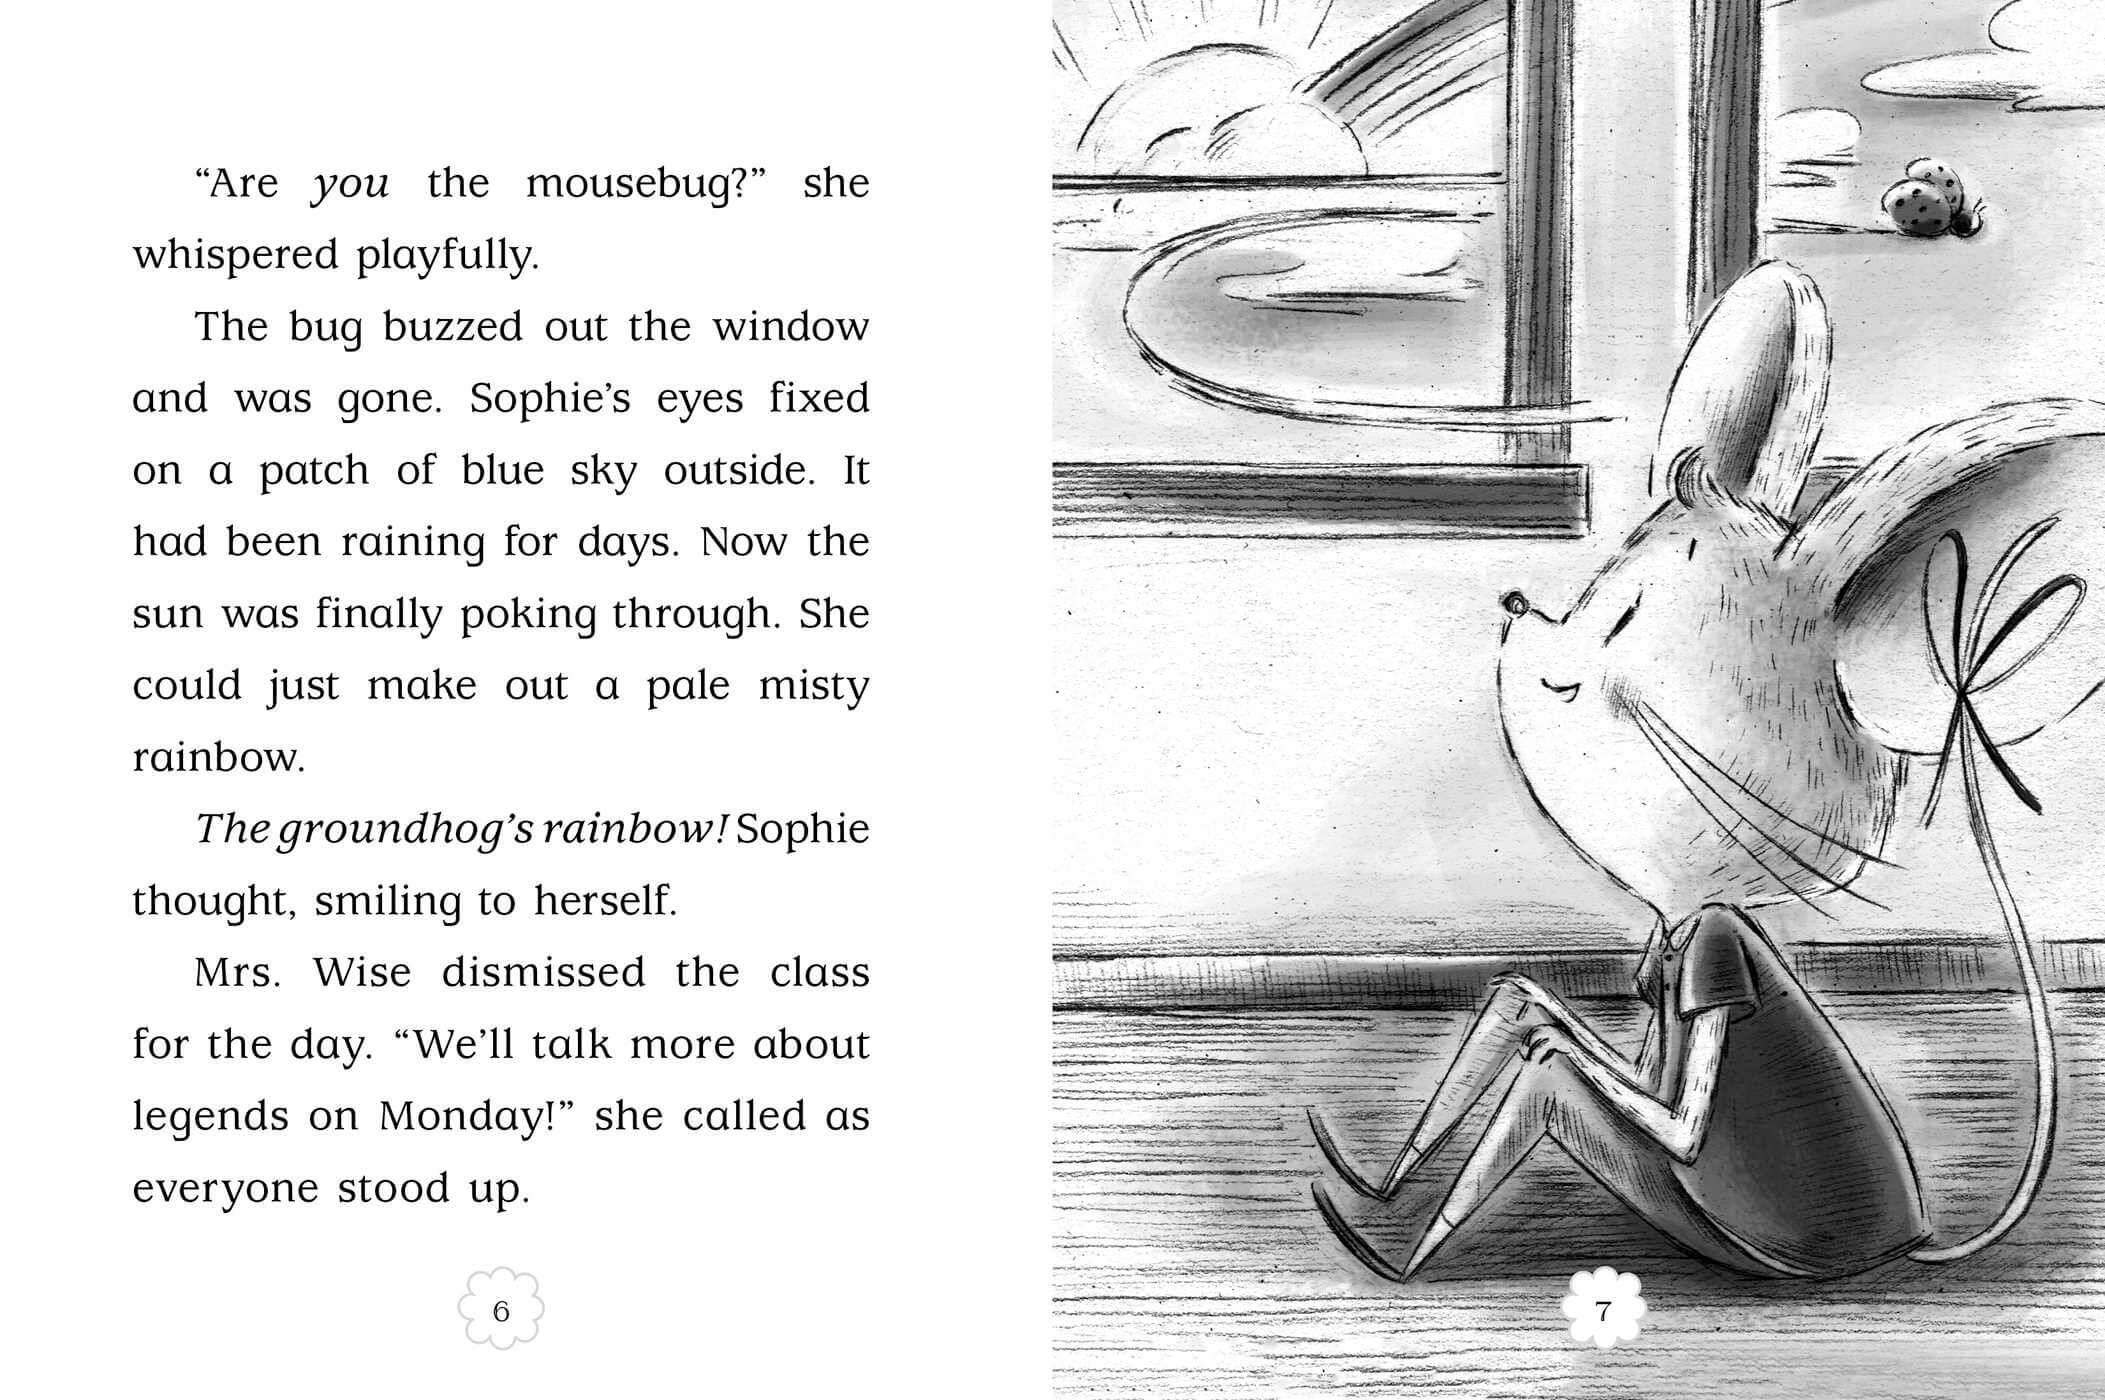 “Are you the mousebug?” she
whispered playfully.
The bug buzzed out the window
and was gone. Sophie’s eyes fixed
on a patch of blue sky outside. It
had been raining for days. Now the
sun was finally poking through. She
could just make out a pale misty
rainbow.
The groundhog’s rainbow! Sophie
thought, smiling to herself.
Mrs. Wise dismissed the class
for the day. “We’ll talk more about
legends on Monday!” she called as
everyone stood up.
6
7